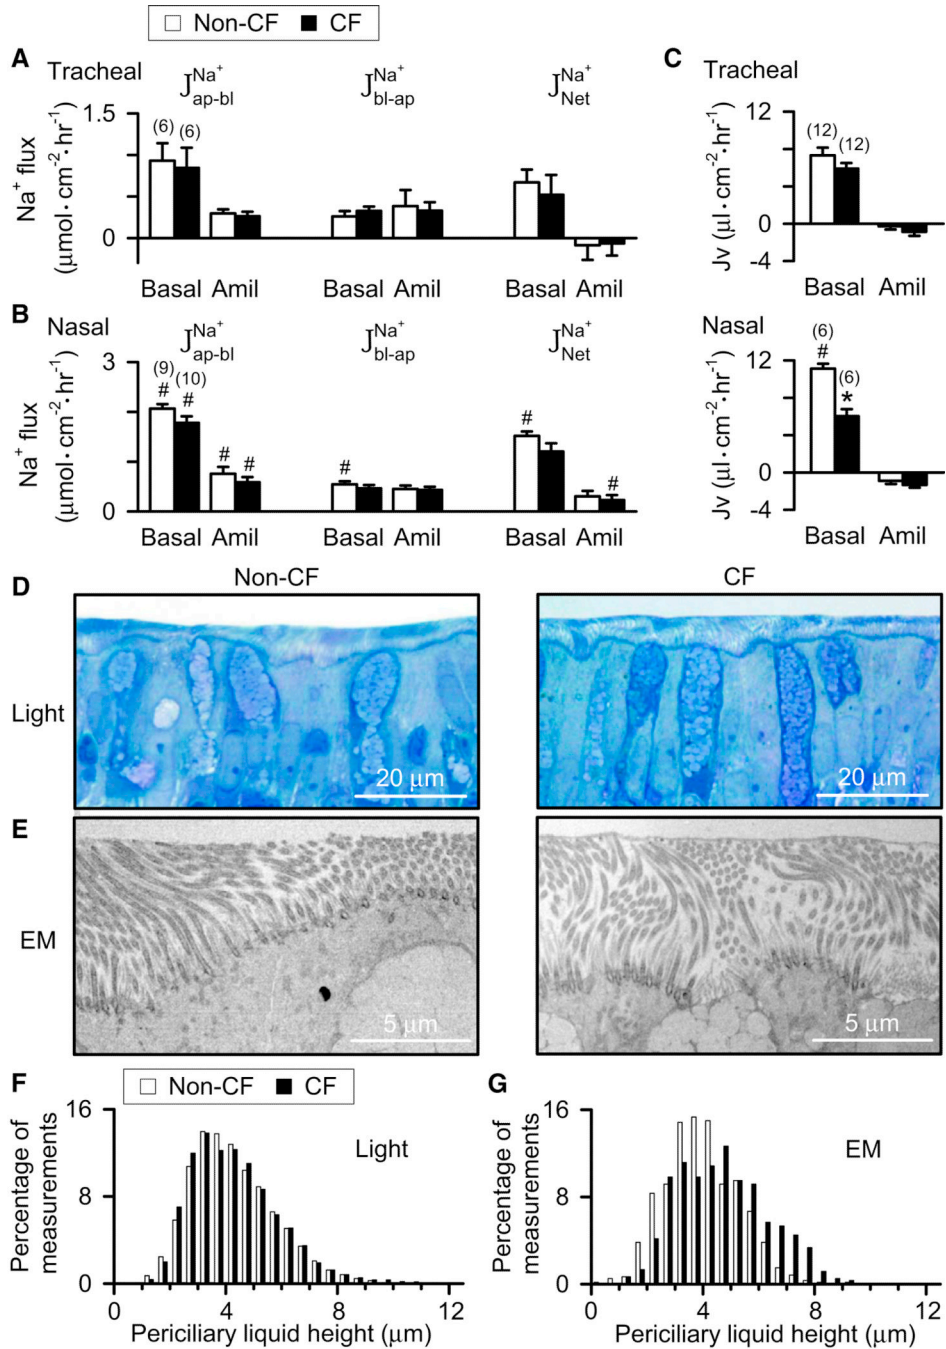 Non-CF CF
A Tracheal J Na+ ap-bl J Na+ bl-ap J Na+ Net
Na+ flux (μmol·cm-2·hr-1)
1.5
0
(6) (6)
Basal Amil Basal Amil Basal Amil
C Tracheal
Jv (μl·cm-2·hr-1)
12
0
-4
(12) (12)
Basal Amil
B Nasal J Na+ ap-bl J Na+ bl-ap J Na+ Net
Na+ flux (μmol·cm-2·hr-1)
3
0
(9) (10)
# # # # # # #
Basal Amil Basal Amil Basal Amil
Nasal
Jv (μl·cm-2·hr-1)
12
0
-4
(6) (6)
# *
Basal Amil
D Non-CF CF
Light
20 μm 20 μm
E
EM
5 μm 5 μm
F Non-CF CF
Percentage of measurements
16
8
0
Light
0 4 8 12
Periciliary liquid height (μm)
G
Percentage of measurements
16
8
0
EM
0 4 8 12
Periciliary liquid height (μm)